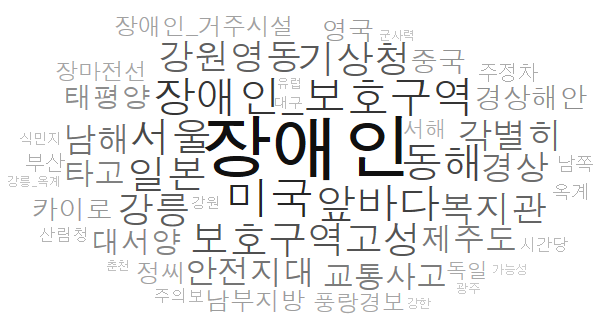 장애인_거주시설 영국 군사력
강원영동 기상청 중국
장마전선 유럽 주정차
태평양 장애인_보호구역 경상해안
대구
식민지 남해 서울 장애인 서해 각별히
부산 타고 일본 동해 경상 남쪽
강릉_옥계 미국 앞바다 옥계
카이로 강릉 강원 복지관
산림청 대서양 보호구역 고성 제주도 시간당
춘천 정씨 안전지대 교통사고 독일 가능성
광주
주의보 남부지방 풍랑경보 강한